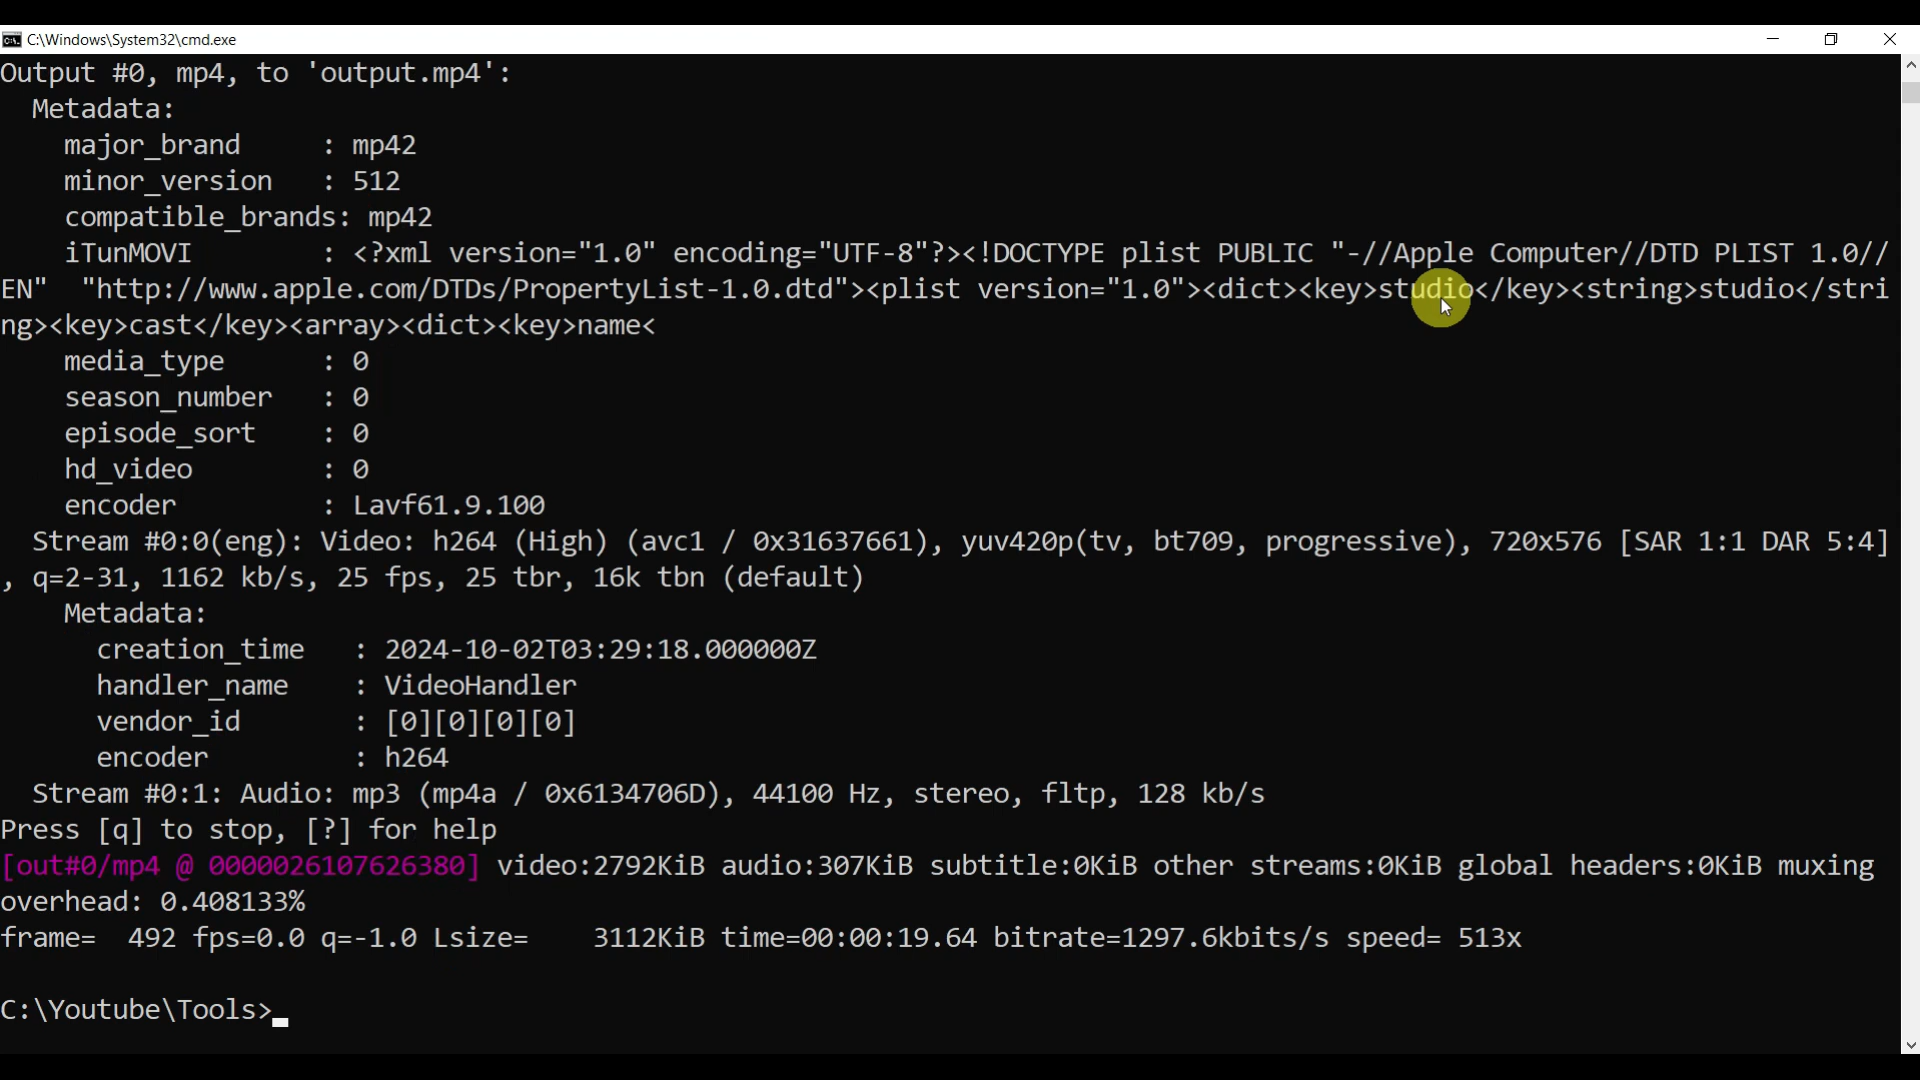 C:\Windows\System32\cmd.exe
Output #0, mp4, to 'output.mp4':
  Metadata:
    major_brand     : mp42
    minor_version   : 512
    compatible_brands: mp42
    iTunMOVI        : <?xml version="1.0" encoding="UTF-8"?><!DOCTYPE plist PUBLIC "-//Apple Computer//DTD PLIST 1.0//
EN"  "http://www.apple.com/DTDs/PropertyList-1.0.dtd"><plist version="1.0"><dict><key>studio</key><string>studio</stri
ng><key>cast</key><array><dict><key>name<
    media_type      : 0
    season_number   : 0
    episode_sort    : 0
    hd_video        : 0
    encoder         : Lavf61.9.100
  Stream #0:0(eng): Video: h264 (High) (avc1 / 0x31637661), yuv420p(tv, bt709, progressive), 720x576 [SAR 1:1 DAR 5:4]
, q=2-31, 1162 kb/s, 25 fps, 25 tbr, 16k tbn (default)
    Metadata:
      creation_time   : 2024-10-02T03:29:18.000000Z
      handler_name    : VideoHandler
      vendor_id       : [0][0][0][0]
      encoder         : h264
  Stream #0:1: Audio: mp3 (mp4a / 0x6134706D), 44100 Hz, stereo, fltp, 128 kb/s
Press [q] to stop, [?] for help
[out#0/mp4 @ 0000026107626380] video:2792KiB audio:307KiB subtitle:0KiB other streams:0KiB global headers:0KiB muxing
overhead: 0.408133%
frame=  492 fps=0.0 q=-1.0 Lsize=    3112KiB time=00:00:19.64 bitrate=1297.6kbits/s speed= 513x
C:\Youtube\Tools>